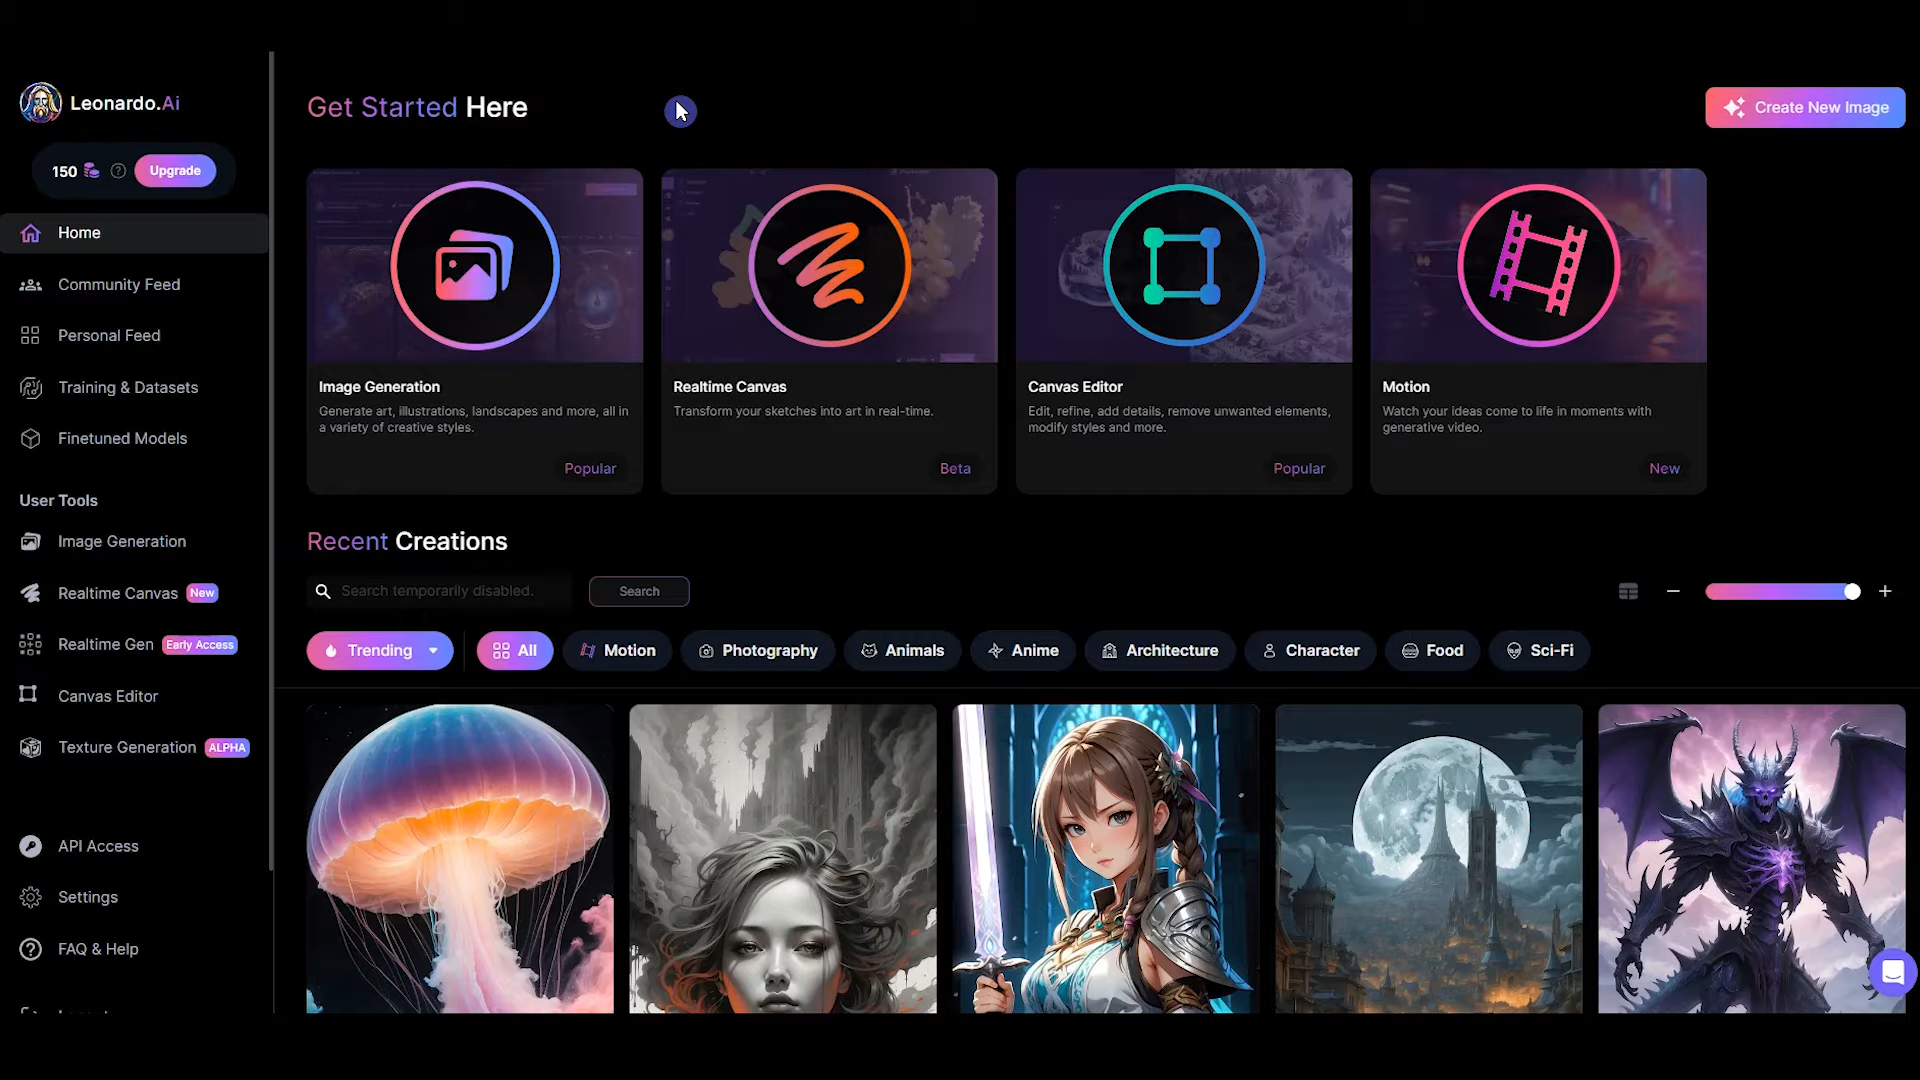 Leonardo.Ai
150 Upgrade
Home
Community Feed
Personal Feed
Training & Datasets
Finetuned Models
User Tools
Image Generation
Realtime Canvas New
Realtime Gen Early Access
Canvas Editor
Texture Generation ALPHA
API Access
Settings
FAQ & Help
Get Started Here
Create New Image
Image Generation
Generate art, illustrations, landscapes and more, all in
a variety of creative styles.
Popular
Realtime Canvas
Transform your sketches into art in real-time.
Beta
Canvas Editor
Edit, refine, add details, remove unwanted elements,
modify styles and more.
Popular
Motion
Watch your ideas come to life in moments with
generative video.
New
Recent Creations
Search temporarily disabled. Search
Trending All Motion Photography Animals Anime Architecture Character Food Sci-Fi